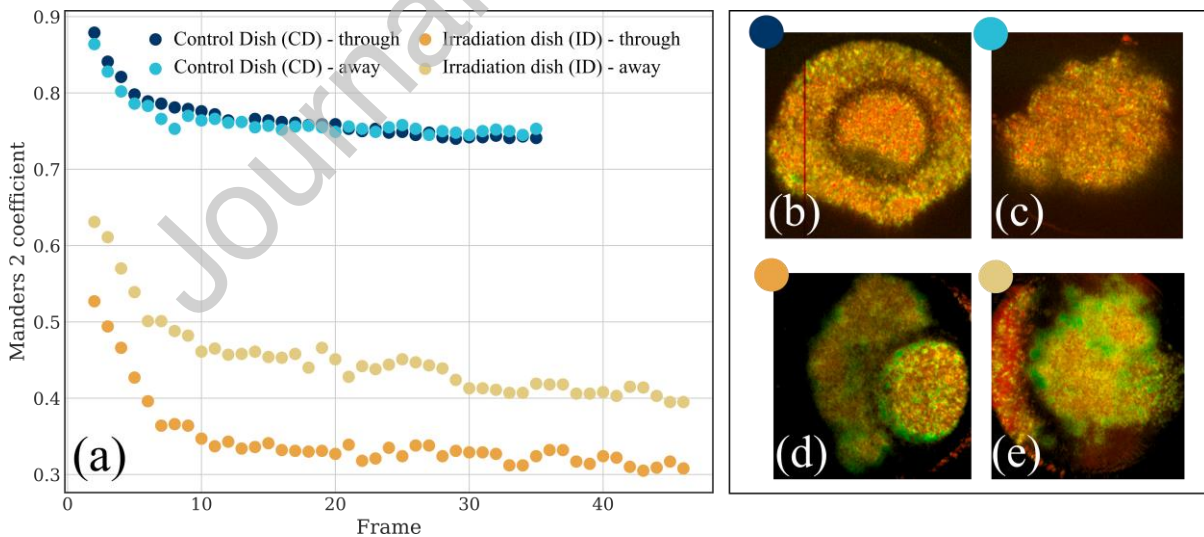 0.9
0.8
0.7
0.6
0.5
0.4
0.3
Manders 2 coefficient
0 10 20 30 40
Frame
Control Dish (CD) - through
Control Dish (CD) - away
Irradiation dish (ID) - through
Irradiation dish (ID) - away
Journal
(a)
(b)
(c)
(d)
(e)